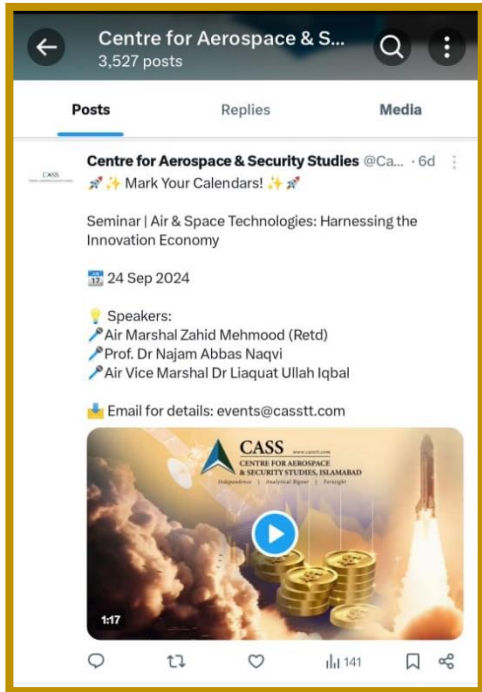 Centre for Aerospace & S...
3,527 posts
Posts Replies Media
Centre for Aerospace & Security Studies @Ca... · 6d
🚀✨ Mark Your Calendars! ✨🚀
Seminar | Air & Space Technologies: Harnessing the
Innovation Economy
📅 24 Sep 2024
💡 Speakers:
🎤Air Marshal Zahid Mehmood (Retd)
🎤Prof. Dr Najam Abbas Naqvi
🎤Air Vice Marshal Dr Liaquat Ullah Iqbal
📥 Email for details: events@casstt.com
CASS www.casstt.com
CENTRE FOR AEROSPACE
& SECURITY STUDIES, ISLAMABAD
Independence | Analytical Rigour | Foresight
1:17
141